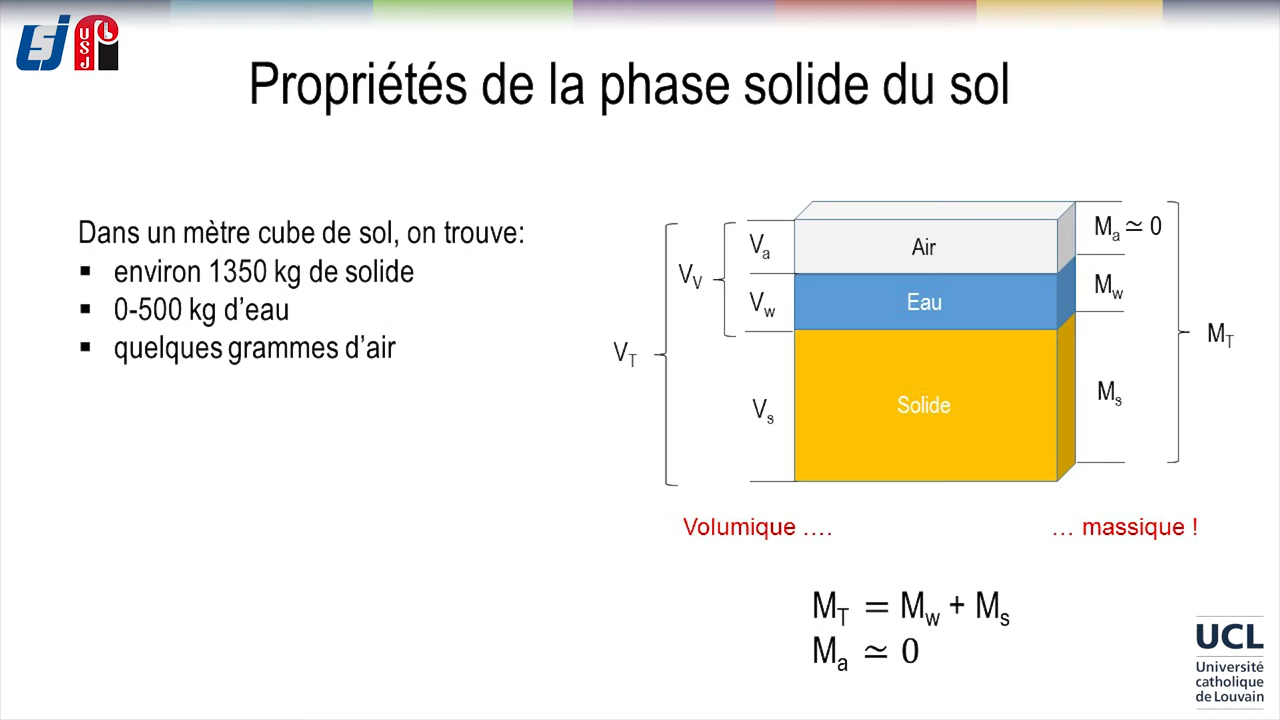 USJ
Propriétés de la phase solide du sol
Dans un mètre cube de sol, on trouve:
▪ environ 1350 kg de solide
▪ 0-500 kg d'eau
▪ quelques grammes d'air
V_T
V_V
V_a
V_w
V_s
Air
Eau
Solide
M_a ≃ 0
M_w
M_s
M_T
Volumique ....
... massique !
M_T = M_w + M_s
M_a ≃ 0
UCL
Université
catholique
de Louvain